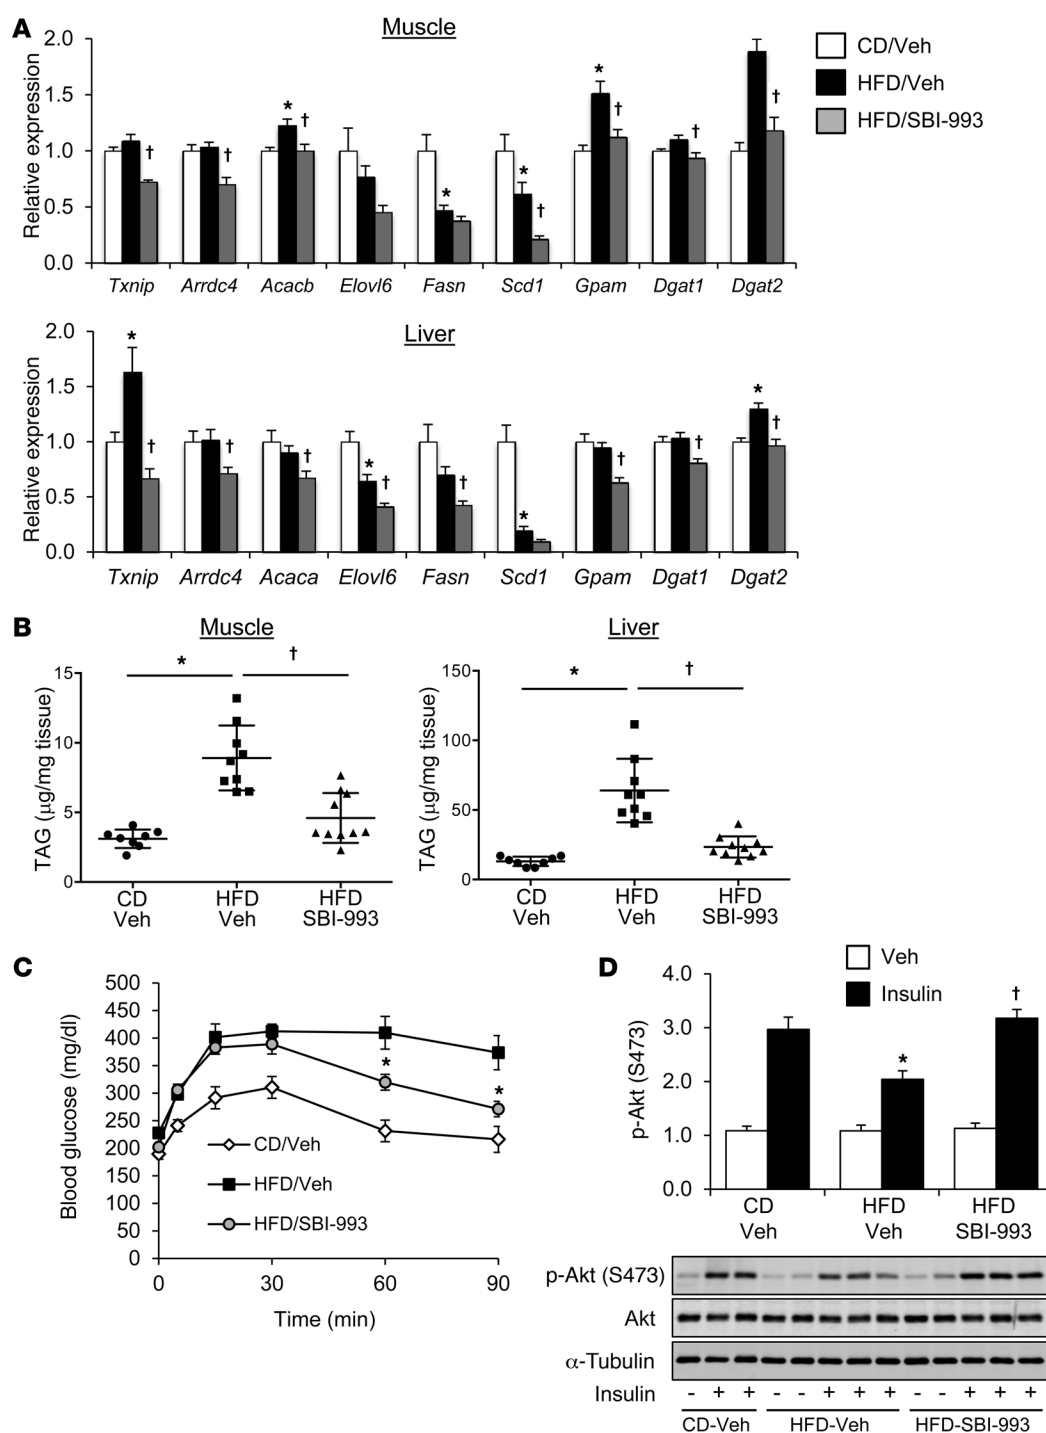 A
Muscle
CD/Veh
HFD/Veh
HFD/SBI-993
Relative expression
2.0
1.5
1.0
0.5
0.0
* † † * † * * † * † † †
Txnip Arrdc4 Acacb Elovl6 Fasn Scd1 Gpam Dgat1 Dgat2
Liver
Relative expression
2.0
1.5
1.0
0.5
0.0
* † † † * † † * † † * †
Txnip Arrdc4 Acaca Elovl6 Fasn Scd1 Gpam Dgat1 Dgat2
B
Muscle
* †
TAG (μg/mg tissue)
15
10
5
0
CD HFD HFD
Veh Veh SBI-993
Liver
* †
TAG (μg/mg tissue)
150
100
50
0
CD HFD HFD
Veh Veh SBI-993
C
Blood glucose (mg/dl)
500
450
400
350
300
250
200
150
100
50
0
* *
CD/Veh
HFD/Veh
HFD/SBI-993
0 30 60 90
Time (min)
D
Veh
Insulin
p-Akt (S473)
4.0
3.0
2.0
1.0
0.0
* †
CD HFD HFD
Veh Veh SBI-993
p-Akt (S473)
Akt
α-Tubulin
Insulin - + + - - + + + - - + + +
CD-Veh HFD-Veh HFD-SBI-993